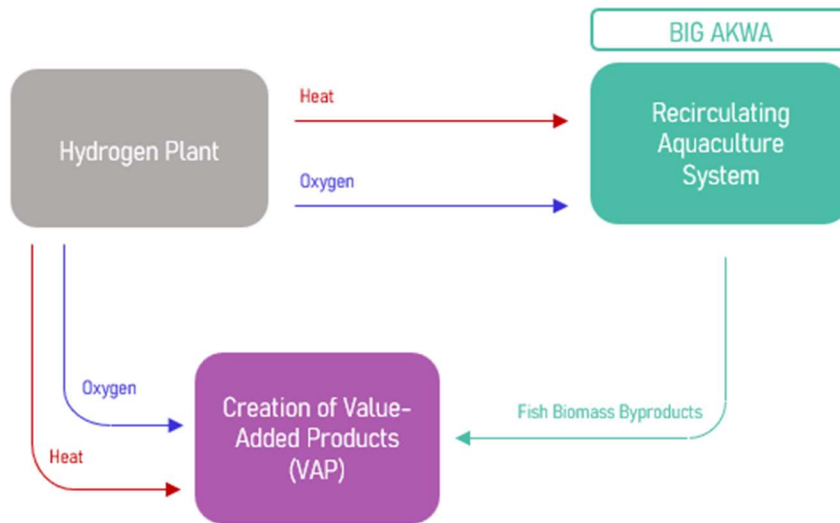 BIG AKWA
Hydrogen Plant
Heat
Oxygen
Recirculating
Aquaculture
System
Oxygen
Heat
Creation of Value-
Added Products
(VAP)
Fish Biomass Byproducts